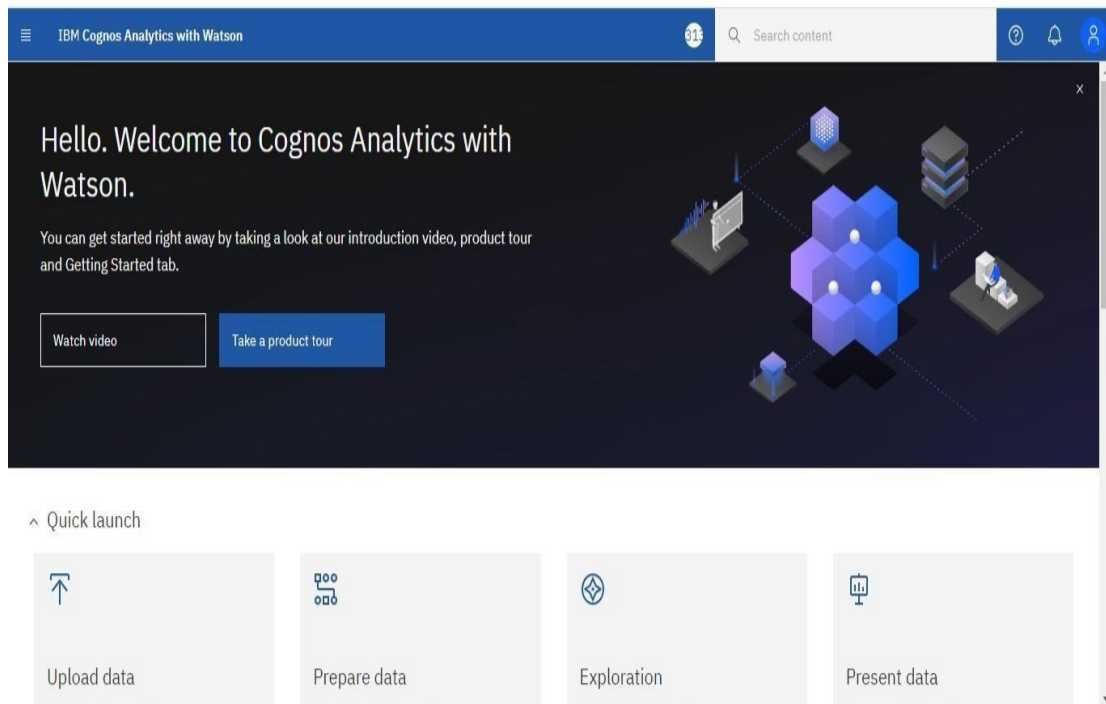 IBM Cognos Analytics with Watson
Search content
Hello. Welcome to Cognos Analytics with
Watson.
You can get started right away by taking a look at our introduction video, product tour
and Getting Started tab.
Watch video
Take a product tour
Quick launch
Upload data
Prepare data
Exploration
Present data